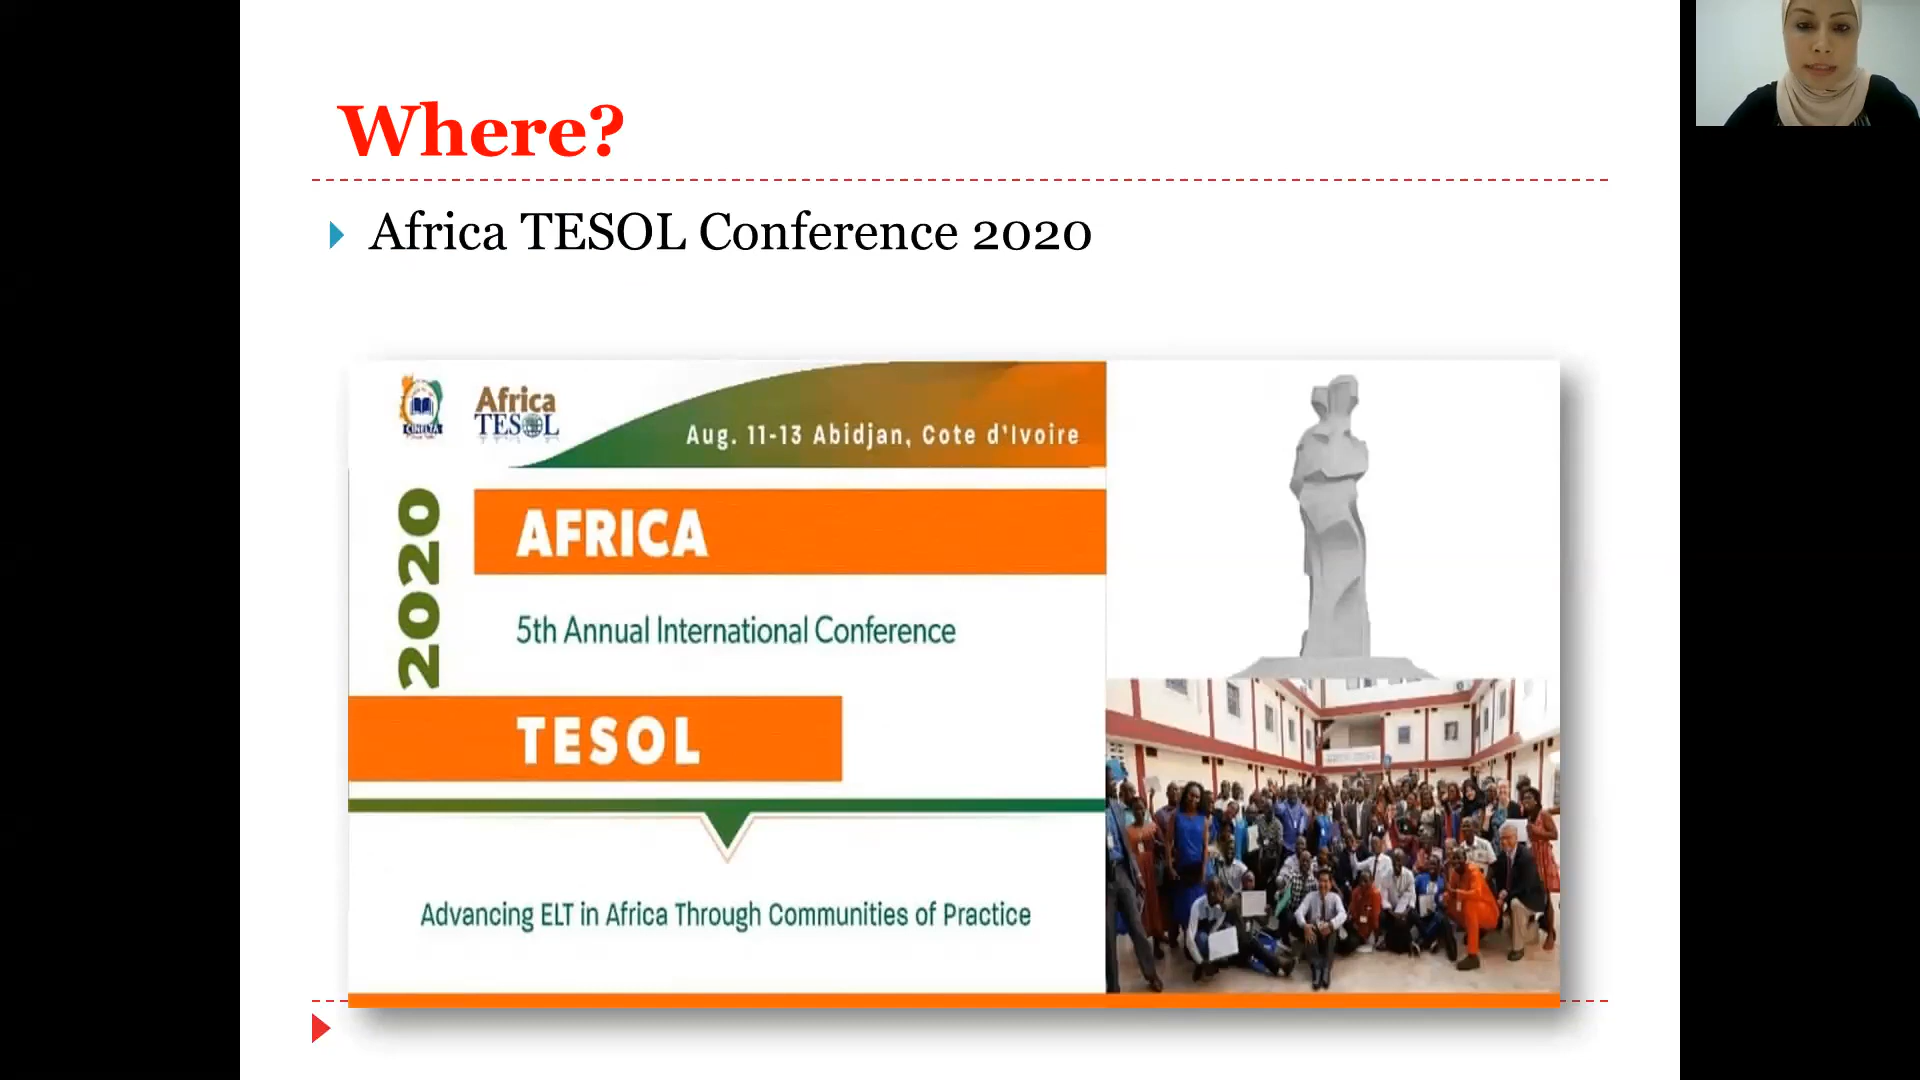 Where?
Africa TESOL Conference 2020
CINELTA
Africa
TESOL
Aug. 11-13 Abidjan, Cote d'Ivoire
2020
AFRICA
5th Annual International Conference
TESOL
Advancing ELT in Africa Through Communities of Practice